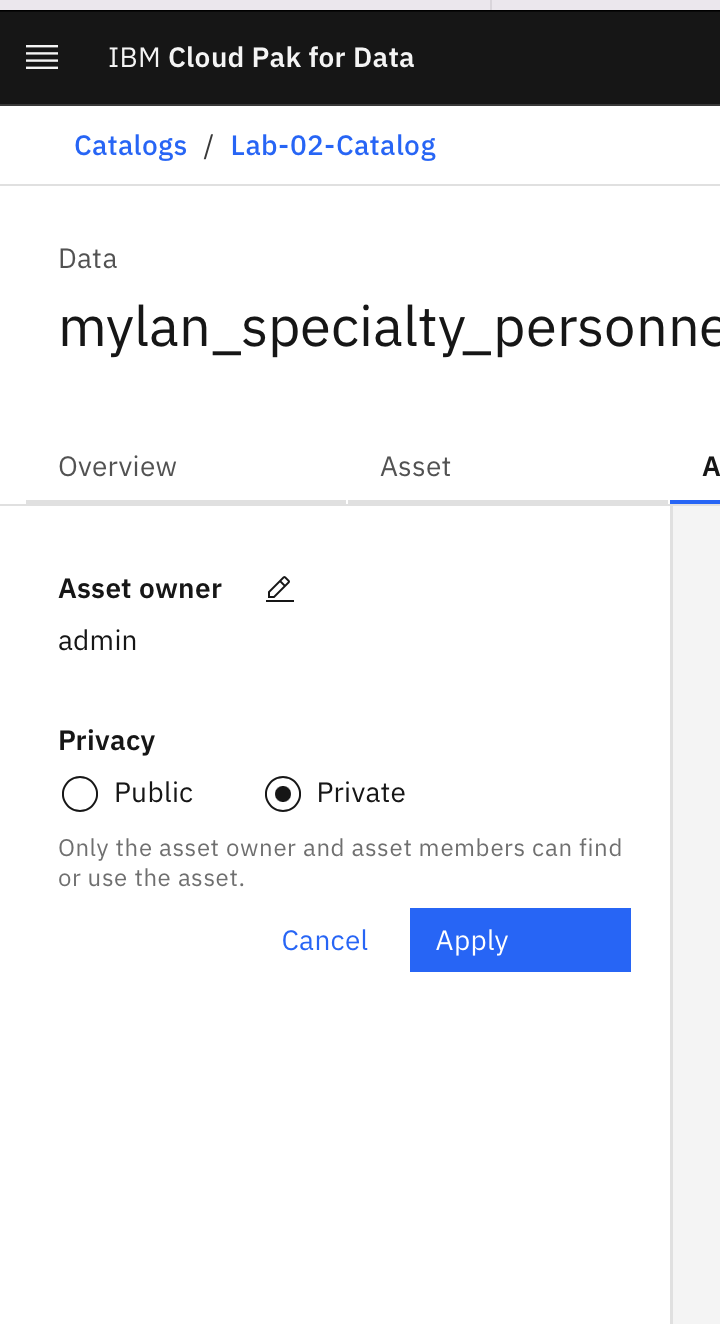 IBM Cloud Pak for Data
Catalogs / Lab-02-Catalog
Data
mylan_specialty_personne
Overview Asset A
Asset owner
admin
Privacy
Public Private
Only the asset owner and asset members can find
or use the asset.
Cancel Apply